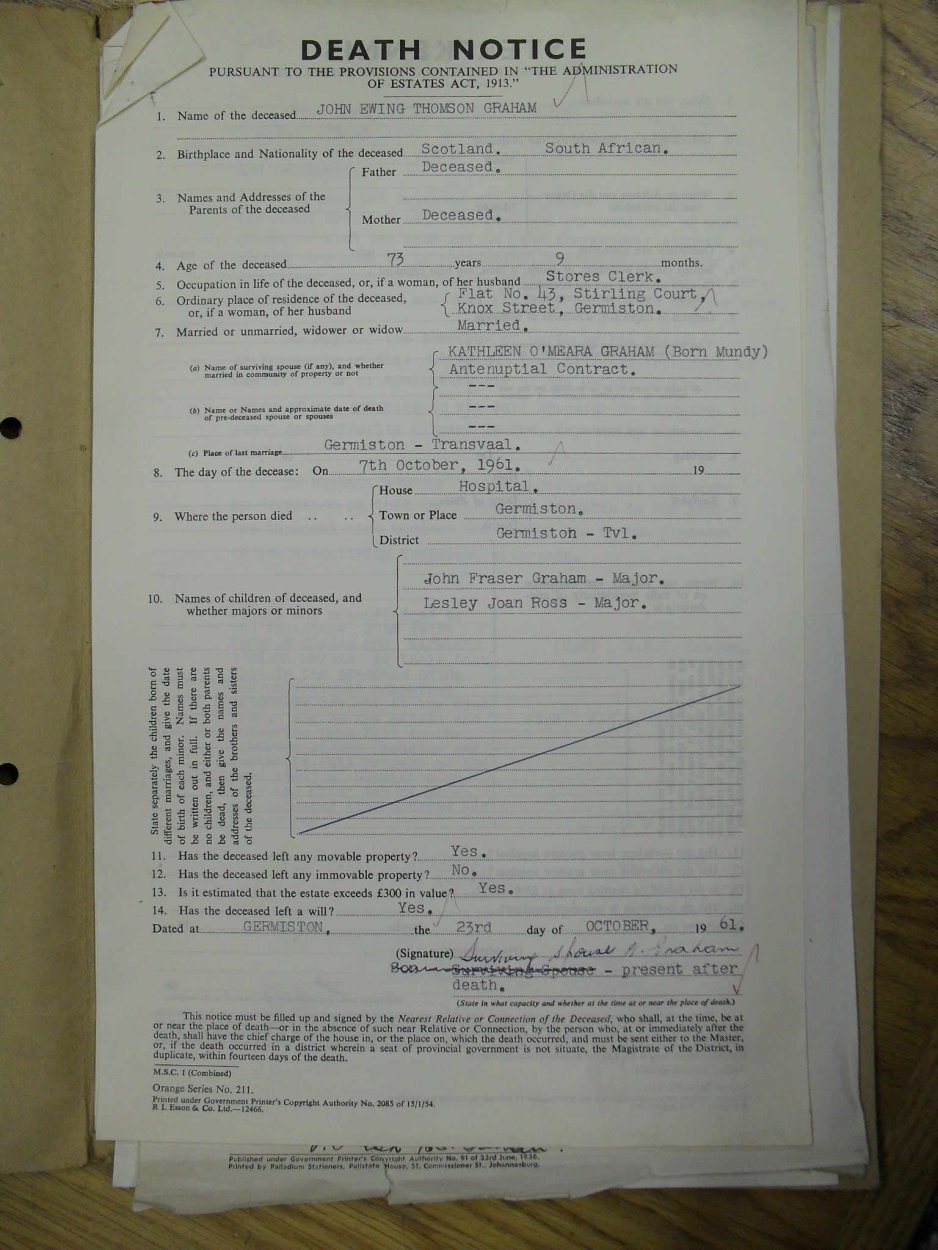 DEATH NOTICE
PURSUANT TO THE PROVISIONS CONTAINED IN "THE ADMINISTRATION
OF ESTATES ACT, 1913."
1. Name of the deceased JOHN EWING THOMSON GRAHAM
2. Birthplace and Nationality of the deceased Scotland. South African.
3. Names and Addresses of the Parents of the deceased
Father Deceased.
Mother Deceased.
4. Age of the deceased 73 years 9 months.
5. Occupation in life of the deceased, or, if a woman, of her husband Stores Clerk.
6. Ordinary place of residence of the deceased, Flat No. 43, Stirling Court,
or, if a woman, of her husband Knox Street, Germiston.
7. Married or unmarried, widower or widow Married.
KATHLEEN O'MEARA GRAHAM (Born Mundy)
(a) Name of surviving spouse (if any), and whether
married in community of property or not Antenuptial Contract.
---
(b) Name or Names and approximate date of death ---
of pre-deceased spouse or spouses
---
(c) Place of last marriage Germiston - Transvaal.
8. The day of the decease: On 7th October, 1961. 19
House Hospital.
9. Where the person died .. .. Town or Place Germiston.
District Germiston - Tvl.
John Fraser Graham - Major.
10. Names of children of deceased, and Lesley Joan Ross - Major.
whether majors or minors
State separately the children born of
different marriages, and give the date
of birth of each minor. Names must
be written out in full. If there are
no children, and either or both parents
be dead, then give the names and
addresses of the brothers and sisters
of the deceased.
11. Has the deceased left any movable property? Yes.
12. Has the deceased left any immovable property? No.
13. Is it estimated that the estate exceeds £300 in value? Yes.
14. Has the deceased left a will? Yes.
Dated at GERMISTON, the 23rd day of OCTOBER, 19 61.
(Signature) Surviving Spouse Graham
Surviving Spouse - present after
death.
(State in what capacity and whether at the time at or near the place of death.)
This notice must be filled up and signed by the Nearest Relative or Connection of the Deceased, who shall, at the time, be at
or near the place of death—or in the absence of such near Relative or Connection, by the person who, at or immediately after the
death, shall have the chief charge of the house in, or the place on, which the death occurred, and must be sent either to the Master,
or, if the death occurred in a district wherein a seat of provincial government is not situate, the Magistrate of the District, in
duplicate, within fourteen days of the death.
M.S.C. 1 (Combined)
Orange Series No. 211.
Printed under Government Printer's Copyright Authority No. 2085 of 15/1/54.
R L Esson & Co. Ltd.—12466.
Published under Government Printer's Copyright Authority No. 91 of 23rd June, 1936.
Printed by Palladium Stationers, Palistate House, 51, Commissioner St., Johannesburg.